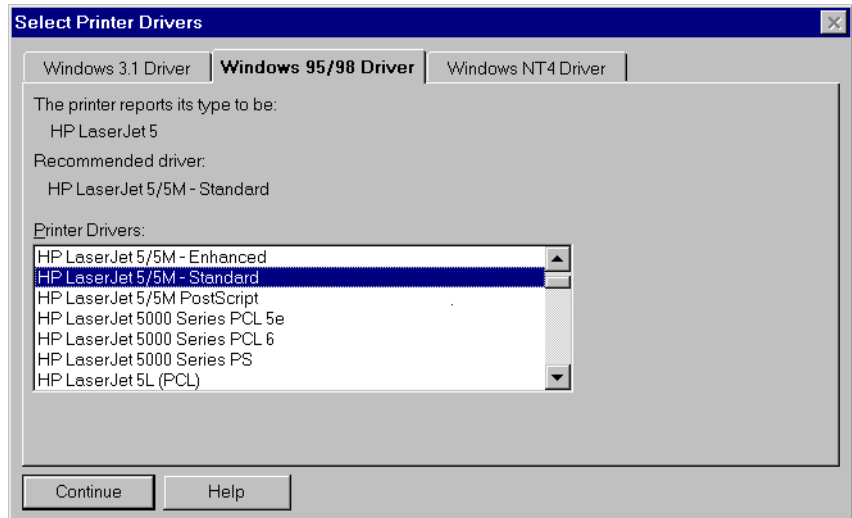 Select Printer Drivers
Windows 3.1 Driver Windows 95/98 Driver Windows NT4 Driver
The printer reports its type to be:
HP LaserJet 5
Recommended driver:
HP LaserJet 5/5M - Standard
Printer Drivers:
HP LaserJet 5/5M - Enhanced
HP LaserJet 5/5M - Standard
HP LaserJet 5/5M PostScript
HP LaserJet 5000 Series PCL 5e
HP LaserJet 5000 Series PCL 6
HP LaserJet 5000 Series PS
HP LaserJet 5L (PCL)
Continue Help